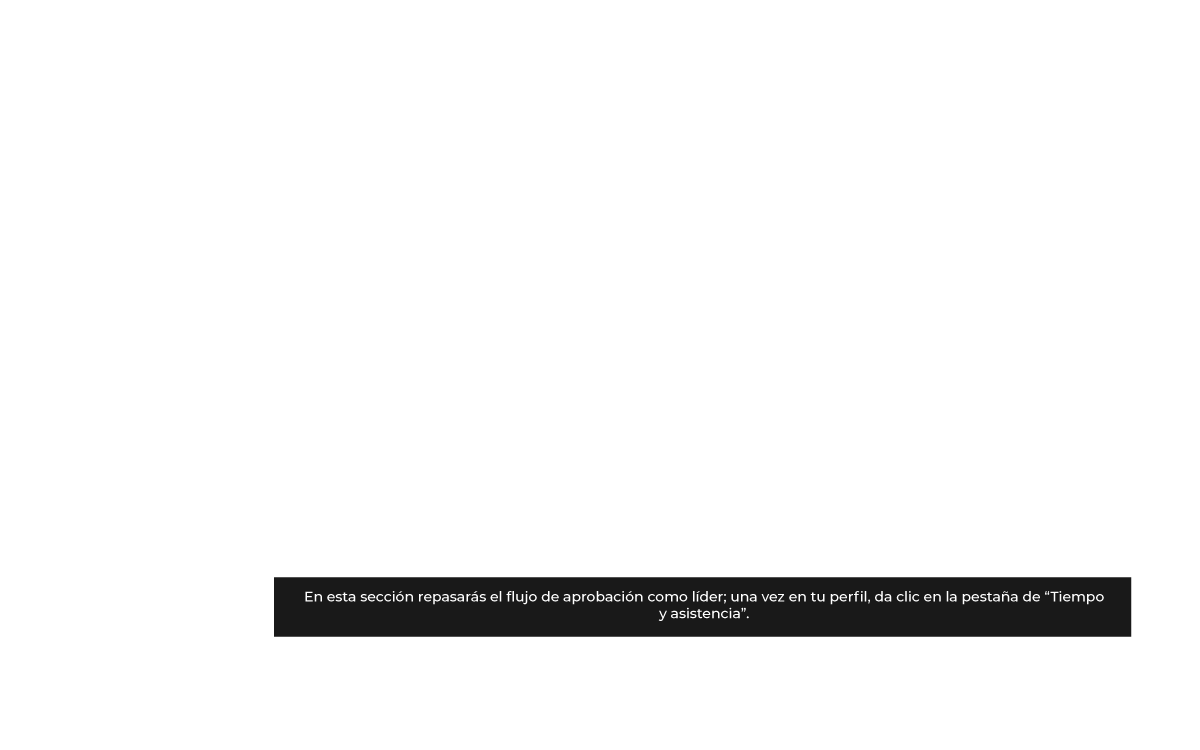 En esta sección repasarás el flujo de aprobación como líder; una vez en tu perfil, da clic en la pestaña de “Tiempo
y asistencia”.